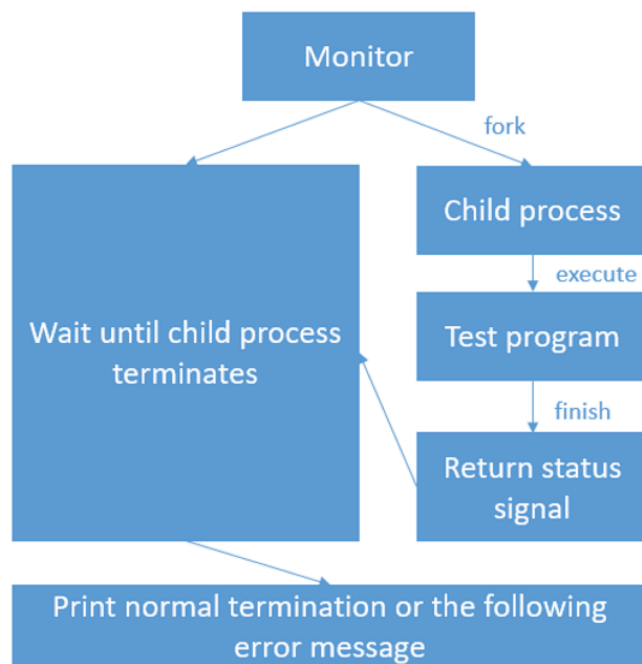 Monitor
fork
Child process
execute
Wait until child process
terminates
Test program
finish
Return status
signal
Print normal termination or the following
error message